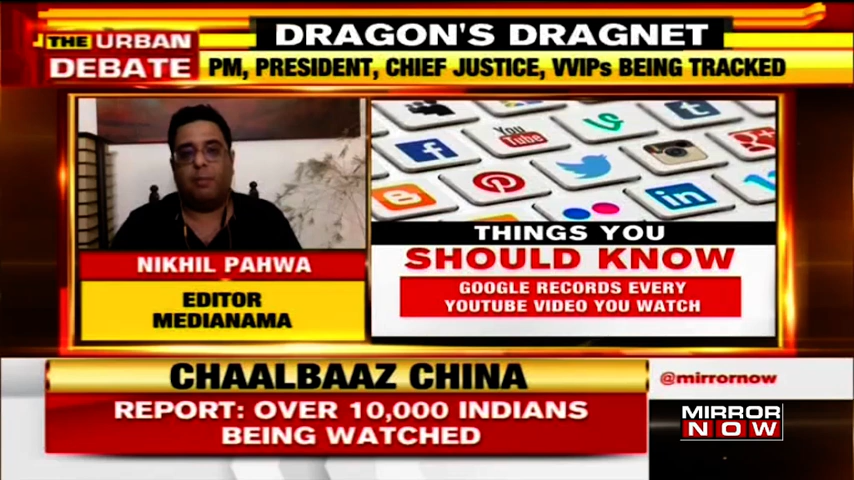 THE URBAN
DEBATE
DRAGON'S DRAGNET
PM, PRESIDENT, CHIEF JUSTICE, VVIPs BEING TRACKED
You
Tube
NIKHIL PAHWA
EDITOR
MEDIANAMA
THINGS YOU
SHOULD KNOW
GOOGLE RECORDS EVERY
YOUTUBE VIDEO YOU WATCH
CHAALBAAZ CHINA
REPORT: OVER 10,000 INDIANS
BEING WATCHED
@mirrornow
MIRROR
NOW